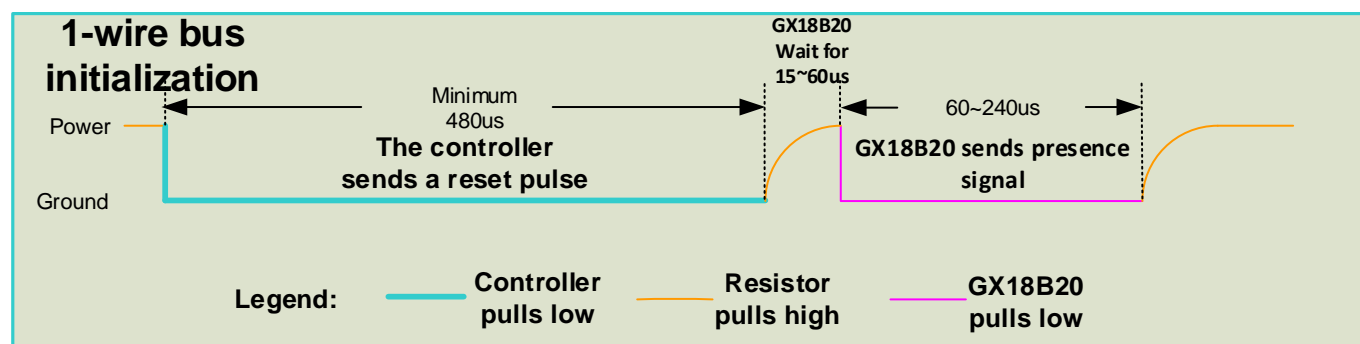 1-wire bus
initialization
GX18B20
Wait for
15~60us
Minimum
480us
60~240us
Power
The controller
sends a reset pulse
GX18B20 sends presence
signal
Ground
Legend:
Controller
pulls low
Resistor
pulls high
GX18B20
pulls low